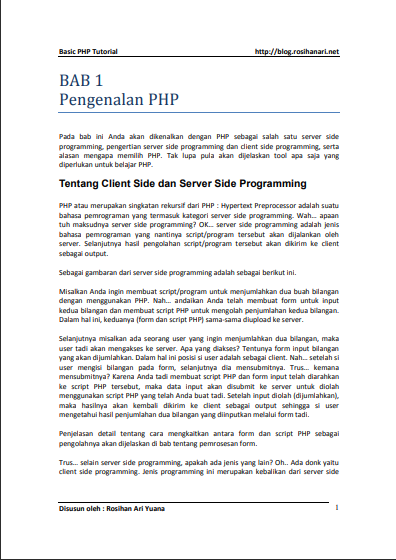 Basic PHP Tutorial http://blog.rosihanari.net
BAB 1
Pengenalan PHP
Pada bab ini Anda akan dikenalkan dengan PHP sebagai salah satu server side
programming, pengertian server side programming dan client side programming, serta
alasan mengapa memilih PHP. Tak lupa pula akan dijelaskan tool apa saja yang
diperlukan untuk belajar PHP.
Tentang Client Side dan Server Side Programming
PHP atau merupakan singkatan rekursif dari PHP : Hypertext Preprocessor adalah suatu
bahasa pemrograman yang termasuk kategori server side programming. Wah... apaan
tuh maksudnya server side programming? OK... server side programming adalah jenis
bahasa pemrograman yang nantinya script/program tersebut akan dijalankan oleh
server. Selanjutnya hasil pengolahan script/program tersebut akan dikirim ke client
sebagai output.
Sebagai gambaran dari server side programming adalah sebagai berikut ini.
Misalkan Anda ingin membuat script/program untuk menjumlahkan dua buah bilangan
dengan menggunakan PHP. Nah... andaikan Anda telah membuat form untuk input
kedua bilangan dan membuat script PHP untuk mengolah penjumlahan kedua bilangan.
Dalam hal ini, keduanya (form dan script PHP) sama-sama diupload ke server.
Selanjutnya misalkan ada seorang user yang ingin menjumlahkan dua bilangan, maka
user tadi akan mengakses ke server. Apa yang diakses? Tentunya form input bilangan
yang akan dijumlahkan. Dalam hal ini posisi si user adalah sebagai client. Nah... setelah si
user mengisi bilangan pada form, selanjutnya dia mensubmitnya. Trus... kemana
mensubmitnya? Karena Anda tadi membuat script PHP dan form input telah diarahkan
ke script PHP tersebut, maka data input akan disubmit ke server untuk diolah
menggunakan script PHP yang telah Anda buat tadi. Setelah input diolah (dijumlahkan),
maka hasilnya akan kembali dikirim ke client sebagai output sehingga si user
mengetahui hasil penjumlahan dua bilangan yang diinputkan melalui form tadi.
Penjelasan detail tentang cara mengkaitkan antara form dan script PHP sebagai
pengolahnya akan dijelaskan di bab tentang pemrosesan form.
Trus... selain server side programming, apakah ada jenis yang lain? Oh.. Ada donk yaitu
client side programming. Jenis programming ini merupakan kebalikan dari server side
Disusun oleh : Rosihan Ari Yuana 1